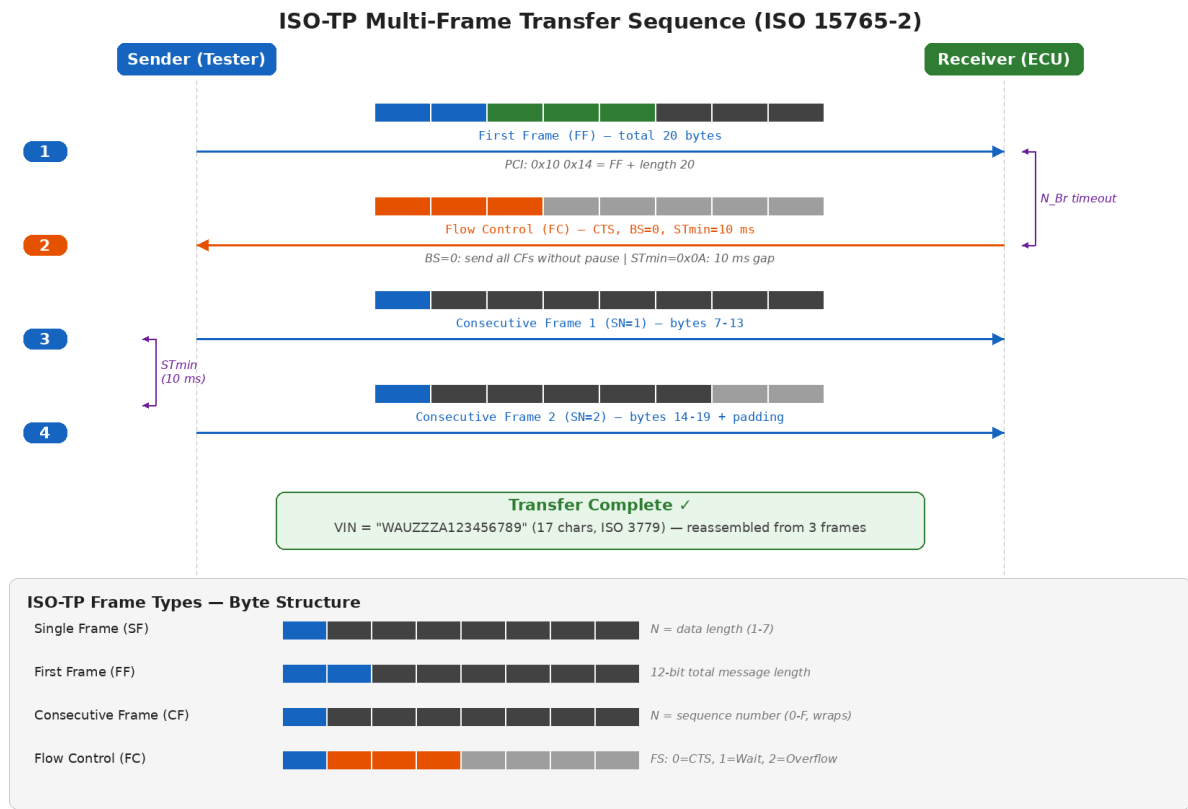 ISO-TP Multi-Frame Transfer Sequence (ISO 15765-2)
Sender (Tester)
Receiver (ECU)
First Frame (FF) — total 20 bytes
1
PCI: 0x10 0x14 = FF + length 20
N_Br timeout
Flow Control (FC) — CTS, BS=0, STmin=10 ms
2
BS=0: send all CFs without pause | STmin=0x0A: 10 ms gap
Consecutive Frame 1 (SN=1) — bytes 7-13
3
STmin
(10 ms)
Consecutive Frame 2 (SN=2) — bytes 14-19 + padding
4
Transfer Complete ✓
VIN = "WAUZZZA123456789" (17 chars, ISO 3779) — reassembled from 3 frames
ISO-TP Frame Types — Byte Structure
Single Frame (SF)
N = data length (1-7)
First Frame (FF)
12-bit total message length
Consecutive Frame (CF)
N = sequence number (0-F, wraps)
Flow Control (FC)
FS: 0=CTS, 1=Wait, 2=Overflow